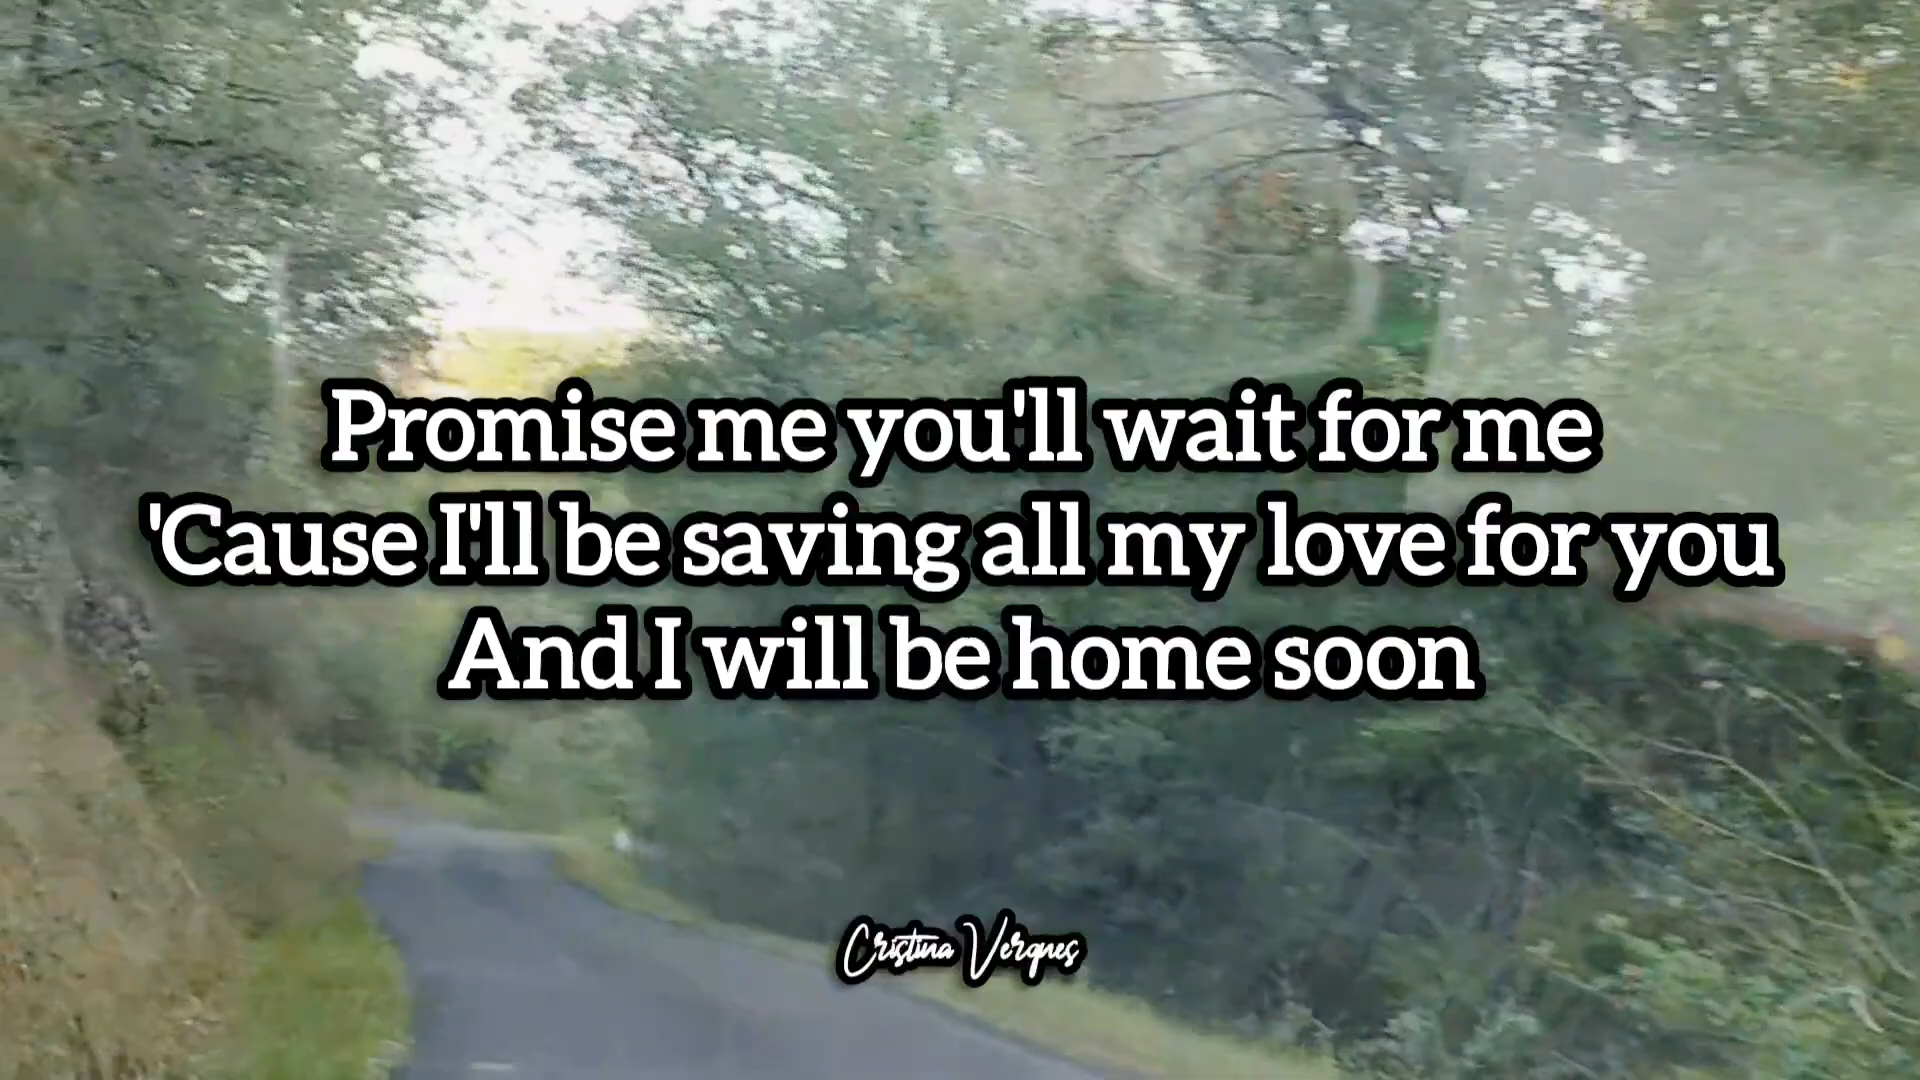 Promise me you'll wait for me
'Cause I'll be saving all my love for you
And I will be home soon
Cristina Vergnes